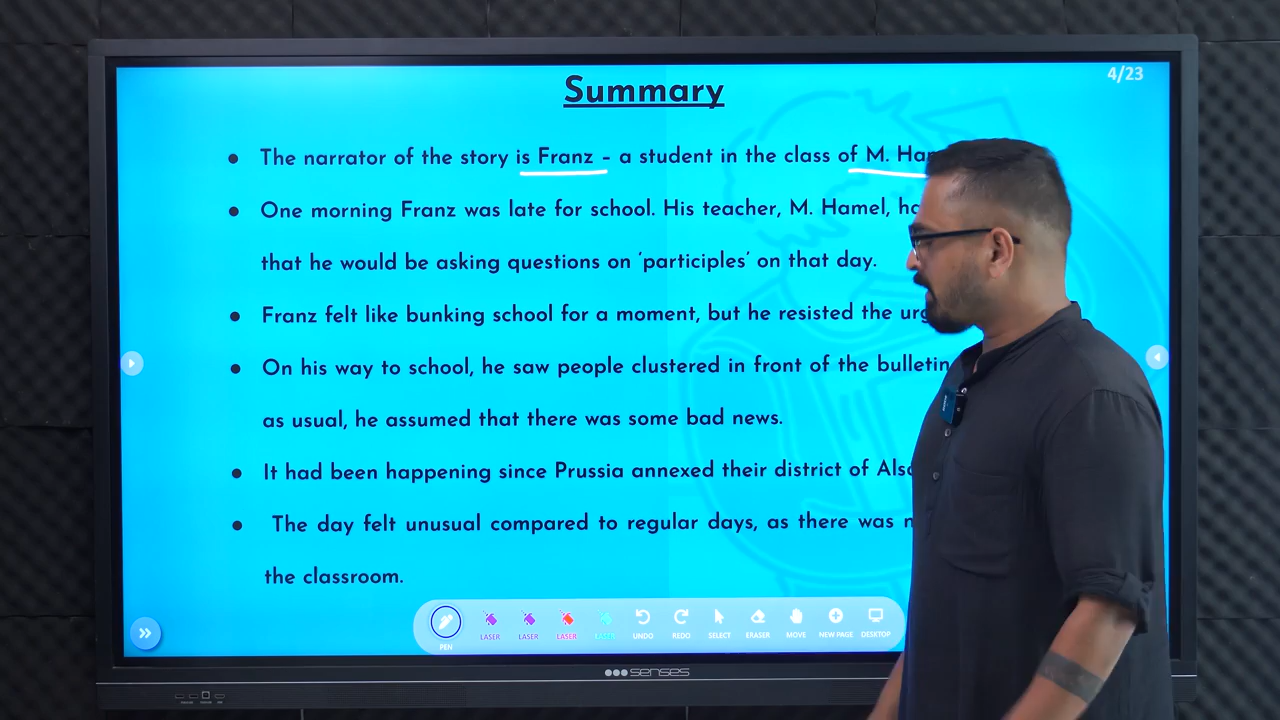 Summary
4/23
● The narrator of the story is Franz – a student in the class of M.
● One morning Franz was late for school. His teacher, M. Hamel,
that he would be asking questions on ‘participles’ on that day.
● Franz felt like bunking school for a moment, but he resisted the
● On his way to school, he saw people clustered in front of the bulletin
as usual, he assumed that there was some bad news.
● It had been happening since Prussia annexed their district of
● The day felt unusual compared to regular days, as there was
the classroom.
PEN LASER LASER LASER LASER UNDO REDO SELECT ERASER MOVE NEW PAGE DESKTOP
senses